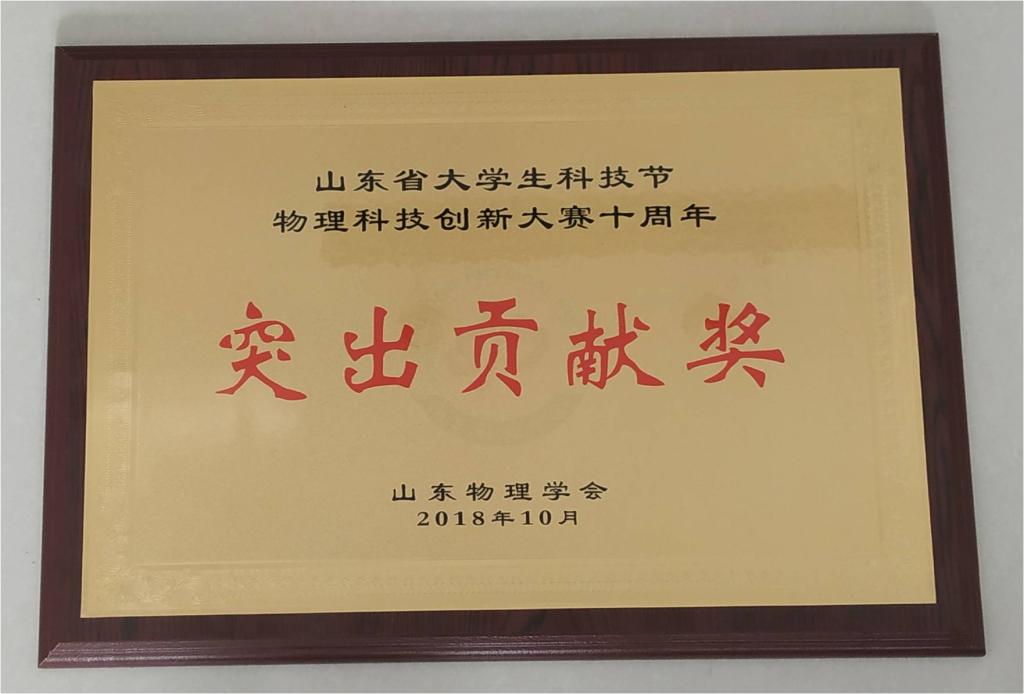 山东省大学生科技节
物理科技创新大赛十周年
突出贡献奖
山东物理学会
2018年10月